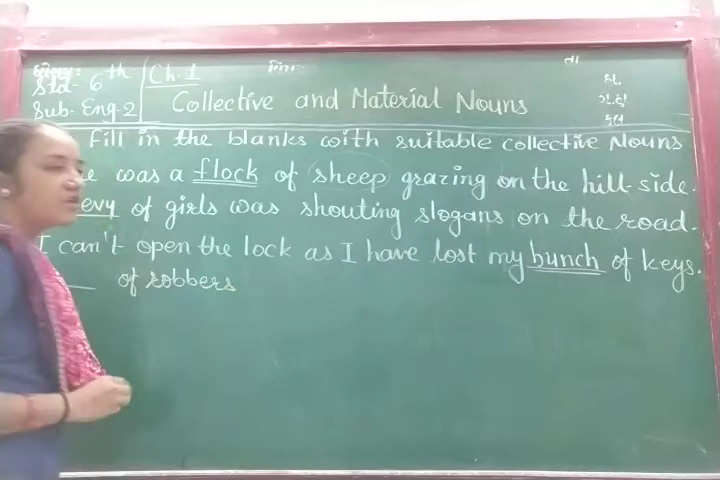 Std- 6th Ch.1
Sub- Eng-2 Collective and Material Nouns
Fill in the blanks with suitable collective Nouns
e was a flock of sheep grazing on the hill-side.
evy of girls was shouting slogans on the road.
I can't open the lock as I have lost my bunch of keys.
__ of robbers